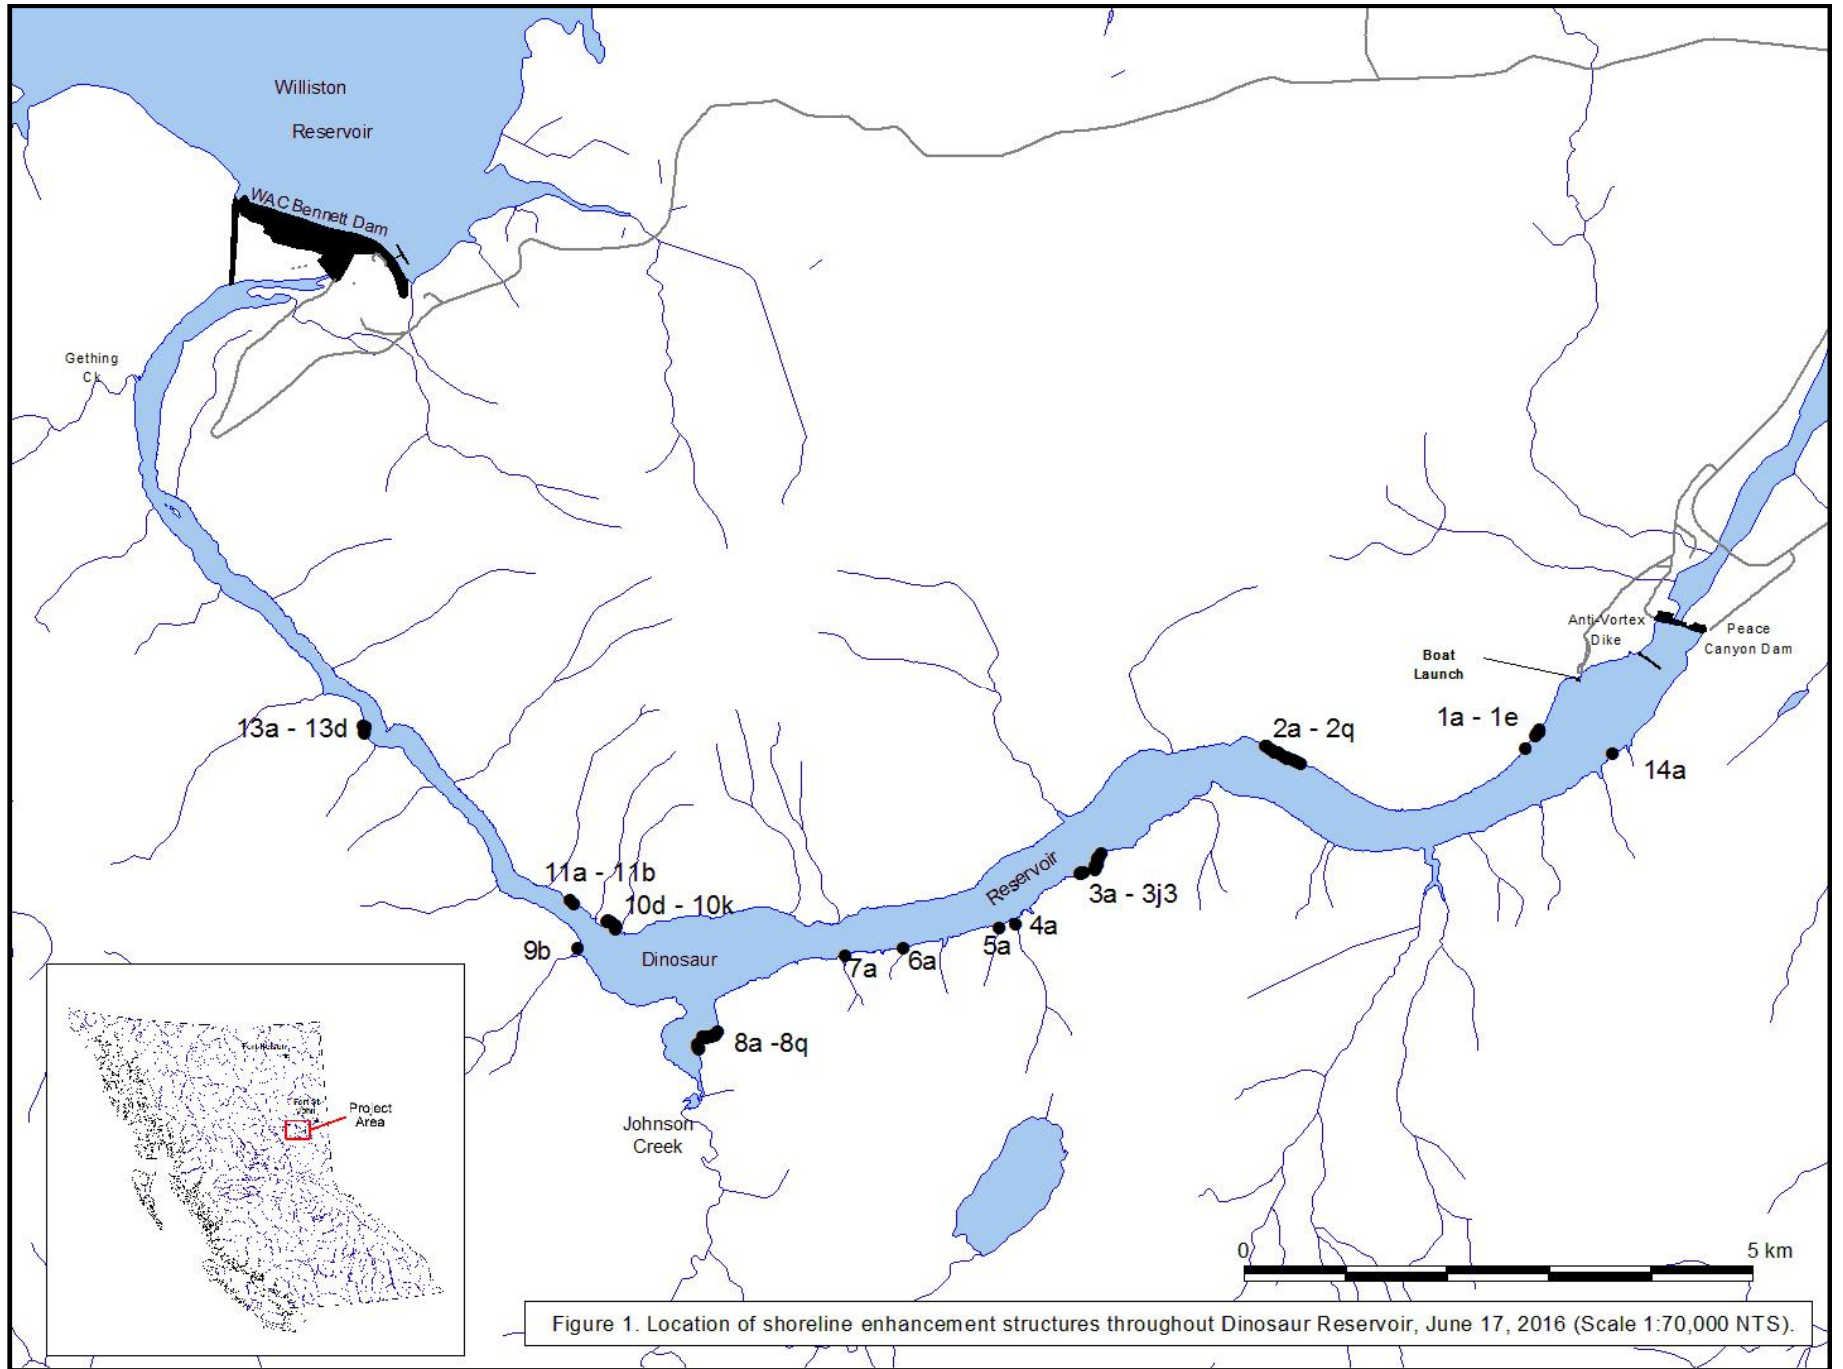 Williston
Reservoir
WAC Bennett Dam
Gething
Ck
Anti-Vortex
Dike
Peace
Canyon Dam
Boat
Launch
13a - 13d
2a - 2q
1a - 1e
14a
11a - 11b
10d - 10k
Reservoir
3a - 3j3
9b
Dinosaur
7a
6a
5a
4a
8a -8q
Johnson
Creek
Fort St
John
Project
Area
0
5 km
Figure 1. Location of shoreline enhancement structures throughout Dinosaur Reservoir, June 17, 2016 (Scale 1:70,000 NTS).